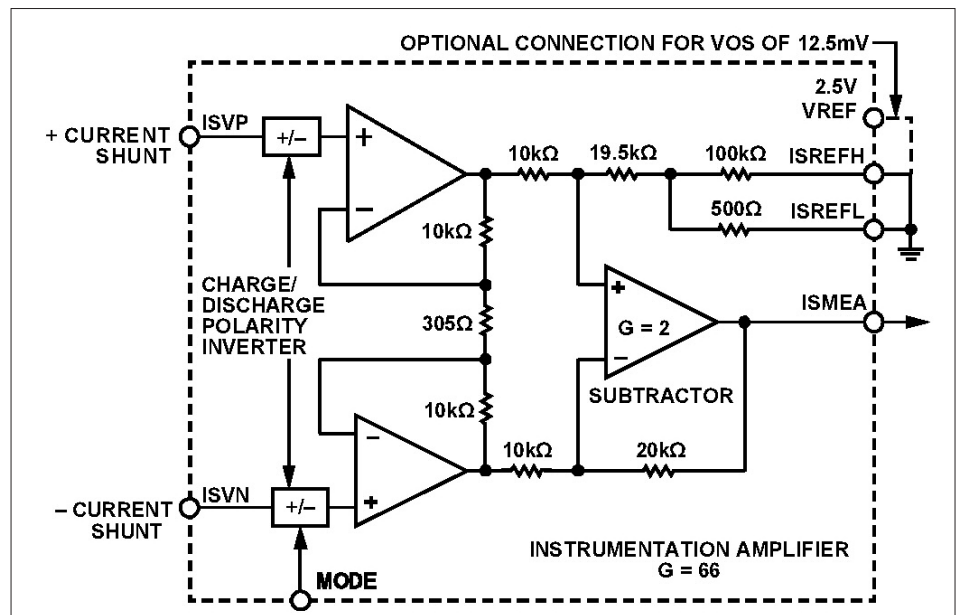 OPTIONAL CONNECTION FOR VOS OF 12.5mV
2.5V
VREF
ISVP
+ CURRENT
SHUNT
+/–
+
–
10kΩ
19.5kΩ
100kΩ
ISREFH
500Ω
ISREFL
10kΩ
CHARGE/
DISCHARGE
POLARITY
INVERTER
305Ω
+
G = 2
–
ISMEA
SUBTRACTOR
10kΩ
–
+
10kΩ
20kΩ
ISVN
– CURRENT
SHUNT
+/–
INSTRUMENTATION AMPLIFIER
G = 66
MODE